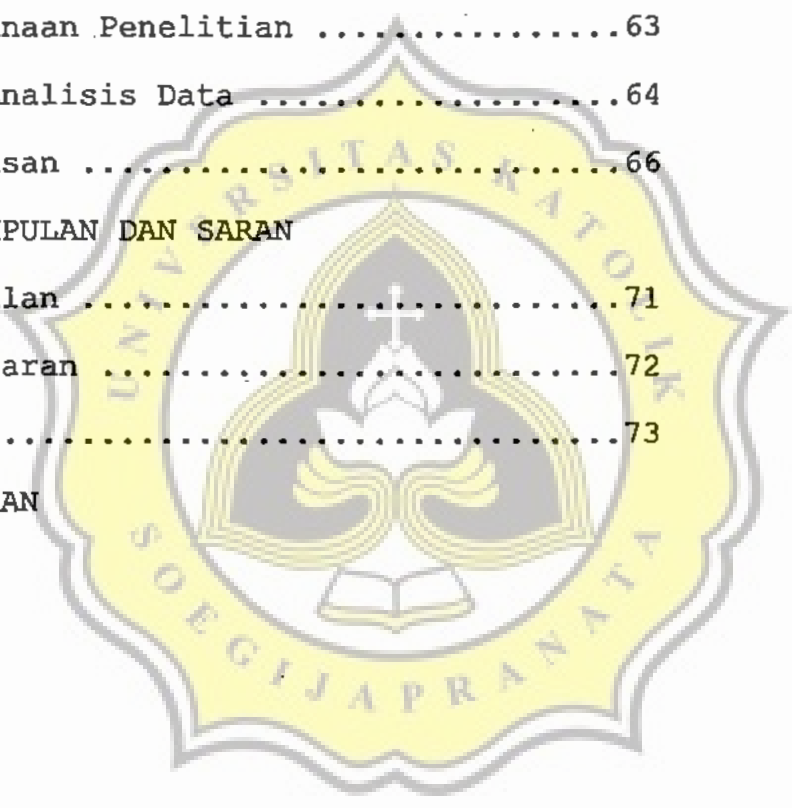 naan Penelitian ................63
nalisis Data ...................64
san ............................66
PULAN DAN SARAN
lan ............................71
aran ...........................72
................................73
AN
UNIVERSITAS KATOLIK
SOEGIJAPRANATA